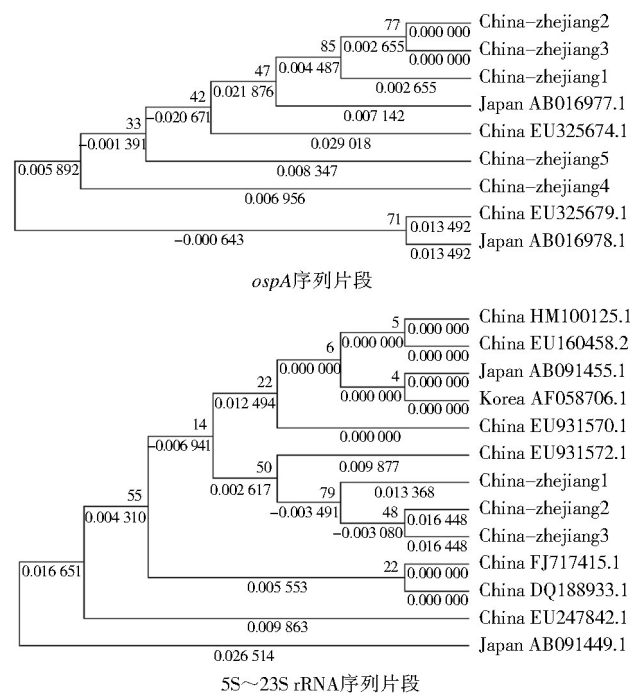 77
0.000 000
China-zhejiang2
85
0.002 655
0.000 000
China-zhejiang3
47
0.004 487
0.002 655
China-zhejiang1
42
0.021 876
0.007 142
Japan AB016977.1
33
-0.020 671
0.029 018
China EU325674.1
-0.001 391
0.008 347
China-zhejiang5
0.005 892
0.006 956
China-zhejiang4
71
0.013 492
China EU325679.1
-0.000 643
0.013 492
Japan AB016978.1
ospA序列片段
5
0.000 000
China HM100125.1
6
0.000 000
0.000 000
China EU160458.2
22
0.000 000
4
0.000 000
Japan AB091455.1
0.012 494
0.000 000
0.000 000
Korea AF058706.1
14
0.000 000
China EU931570.1
-0.006 941
50
0.009 877
China EU931572.1
0.002 617
79
0.013 368
China-zhejiang1
55
-0.003 491
48
0.016 448
China-zhejiang2
0.004 310
-0.003 080
0.016 448
China-zhejiang3
22
0.000 000
China FJ717415.1
0.016 651
0.005 553
0.000 000
China DQ188933.1
0.009 863
China EU247842.1
0.026 514
Japan AB091449.1
5S～23S rRNA序列片段